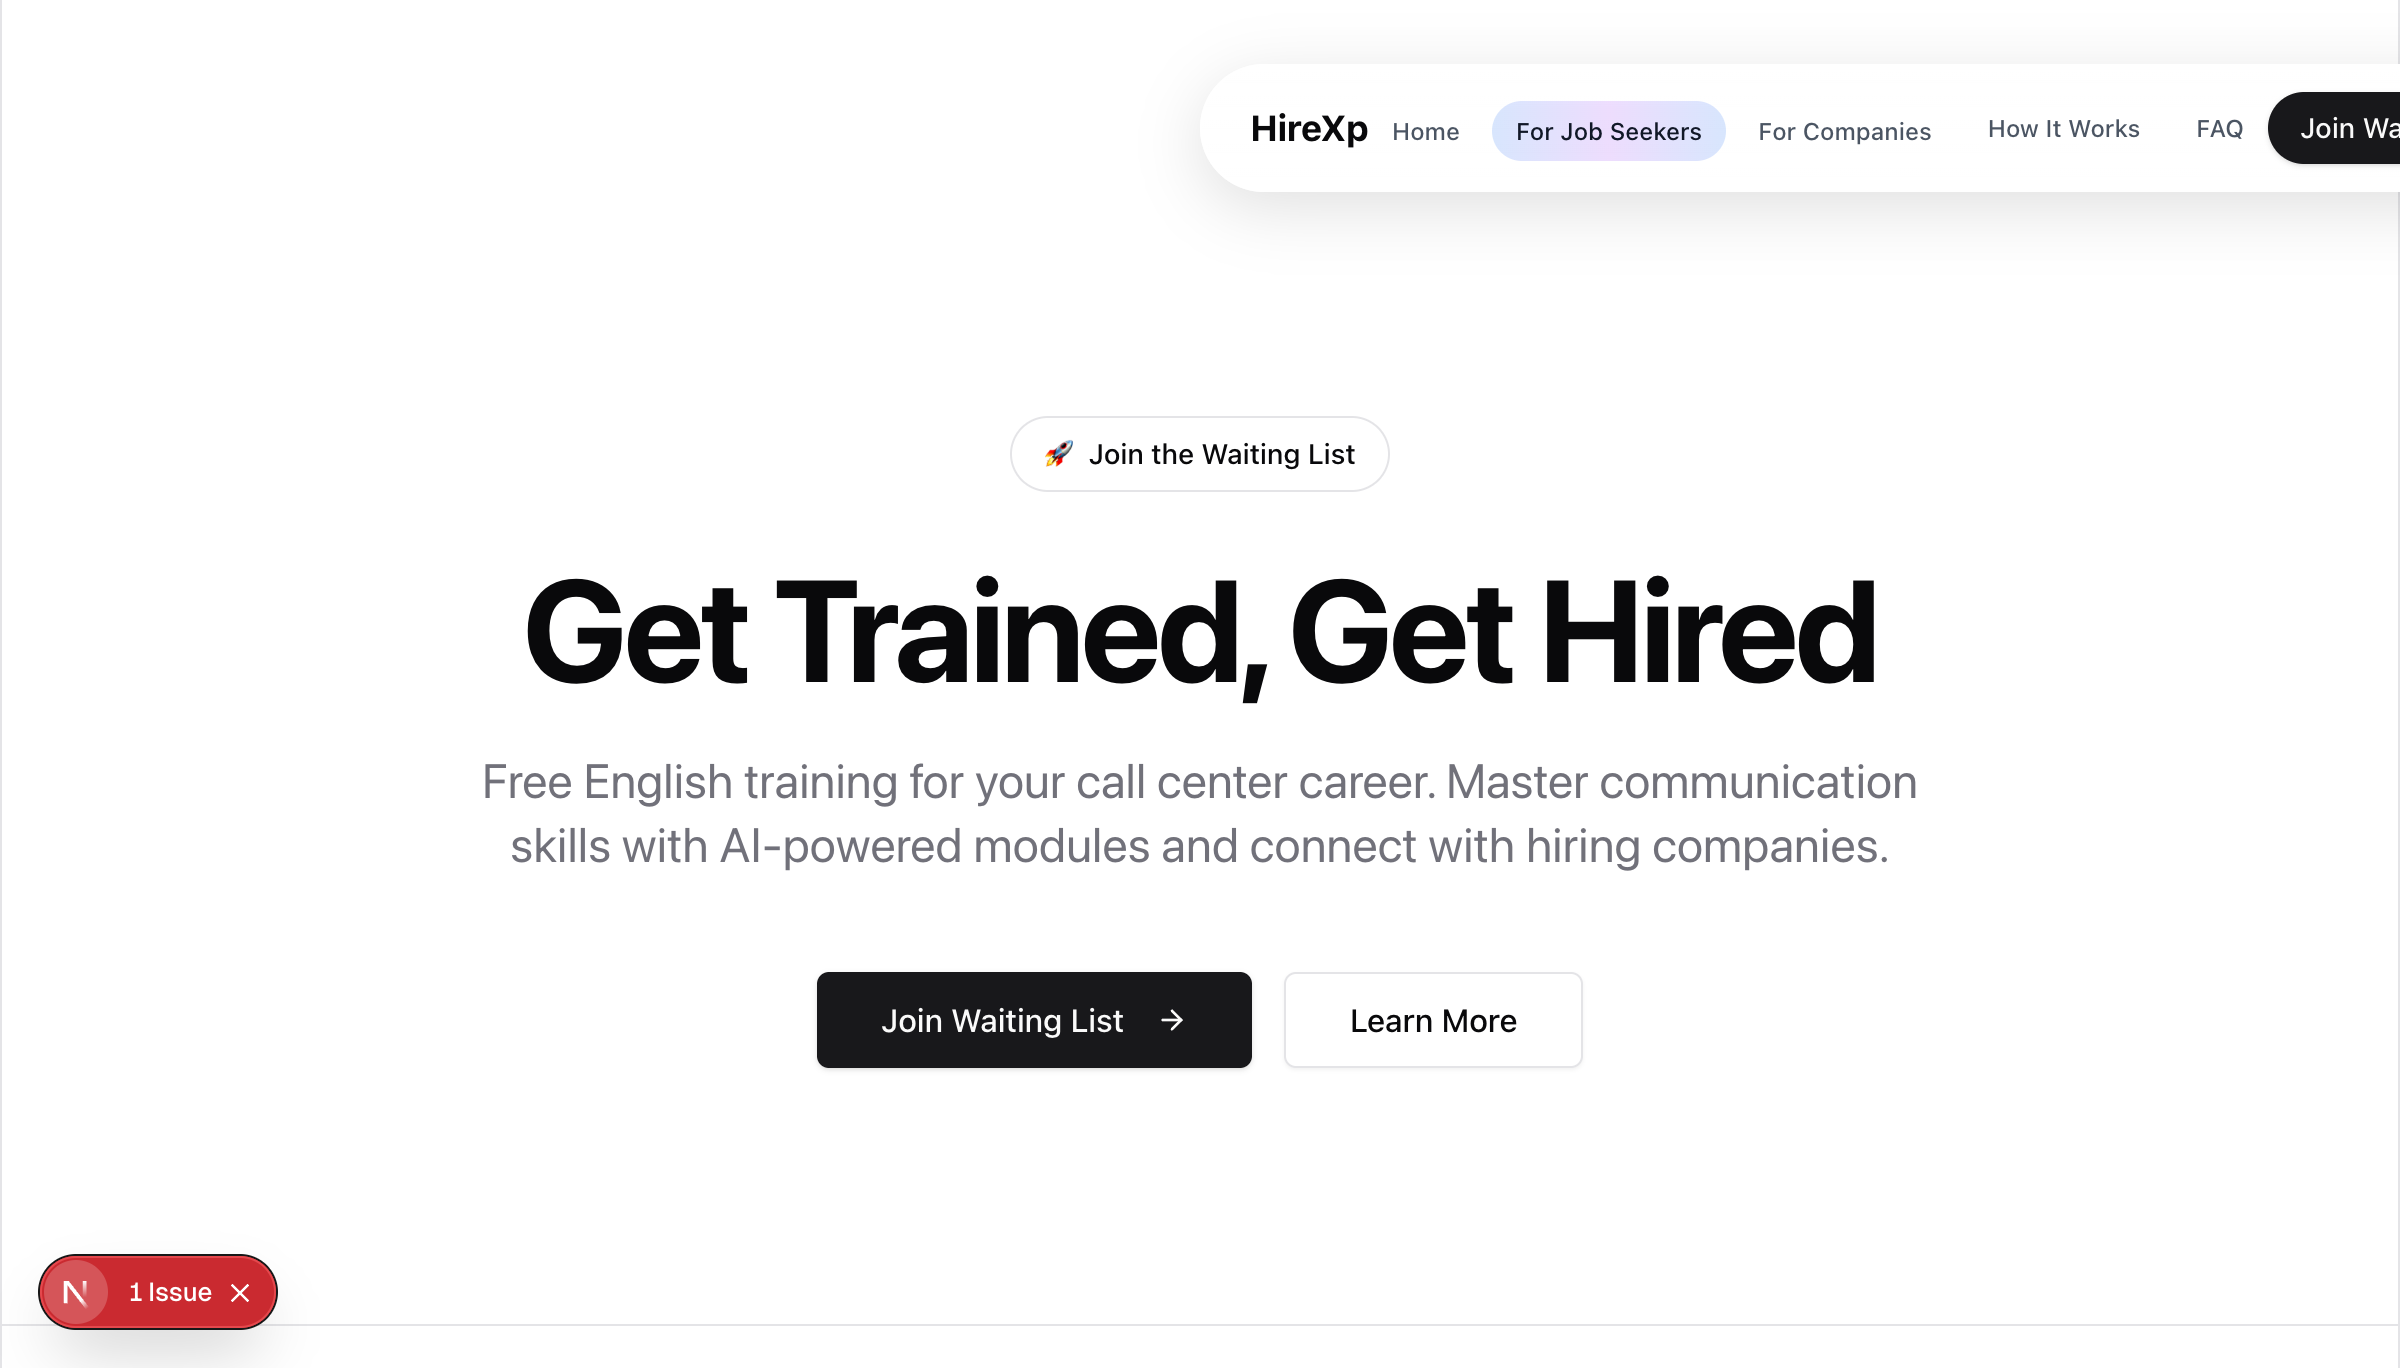 HireXp Home For Job Seekers For Companies How It Works FAQ Join Wa
🚀 Join the Waiting List
Get Trained, Get Hired
Free English training for your call center career. Master communication
skills with AI-powered modules and connect with hiring companies.
Join Waiting List → Learn More
N 1 Issue ×